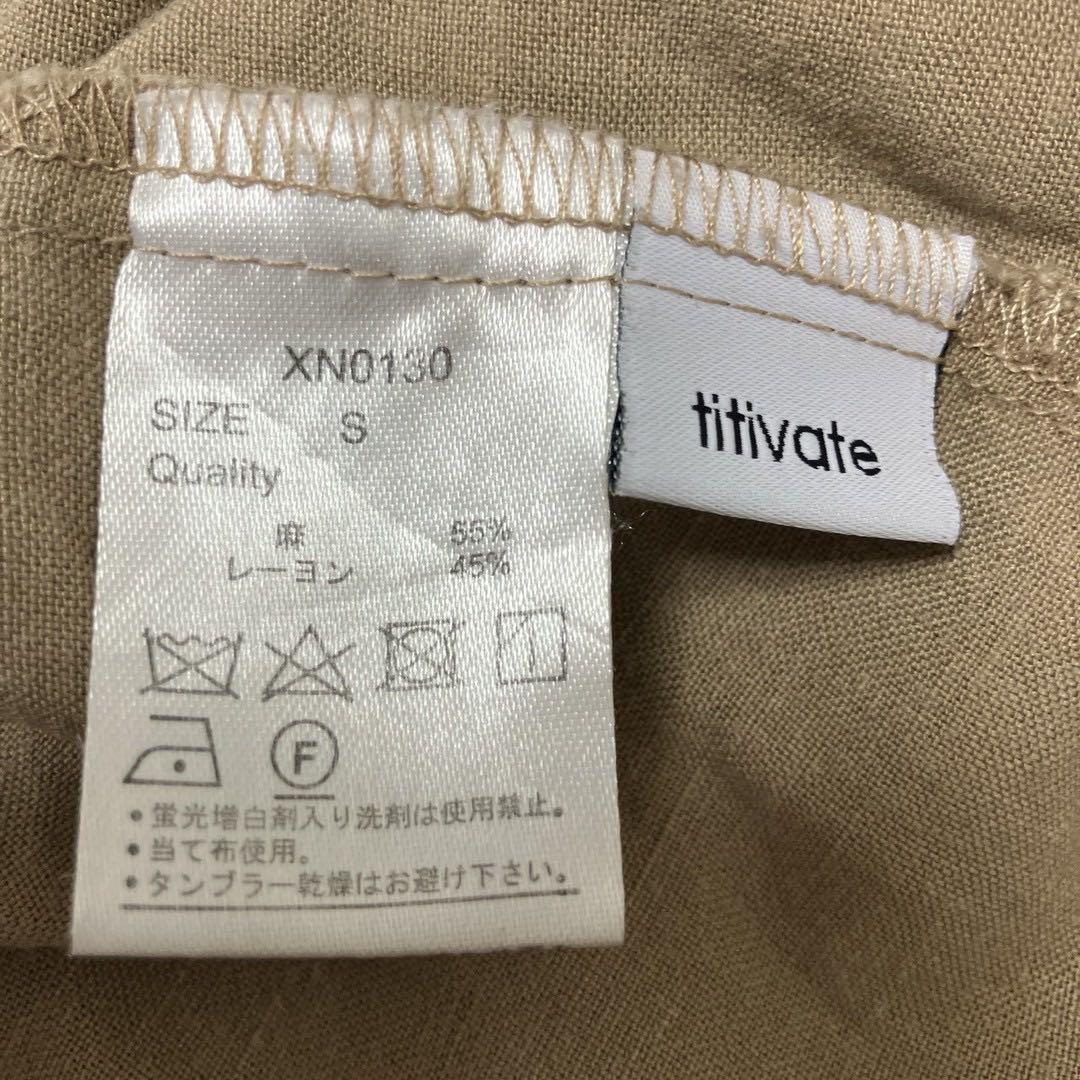 XN0130
SIZE S
Quality
麻 55%
レーヨン 45%
F
・蛍光増白剤入り洗剤は使用禁止。
・当て布使用。
・タンブラー乾燥はお避け下さい。
titivate